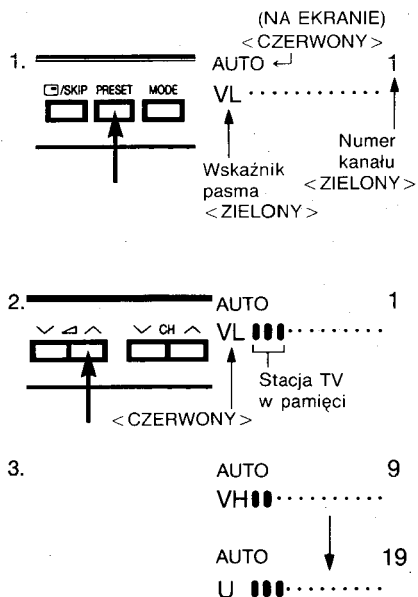 (NA EKRANIE)
<CZERWONY>
1.
AUTO ↵ 1
/SKIP PRESET MODE
VL ············
Wskaźnik
pasma
<ZIELONY>
Numer
kanału
<ZIELONY>
2.
AUTO 1
CH
VL ·········
Stacja TV
w pamięci
<CZERWONY>
3.
AUTO 9
VH ··········
AUTO 19
U ·········